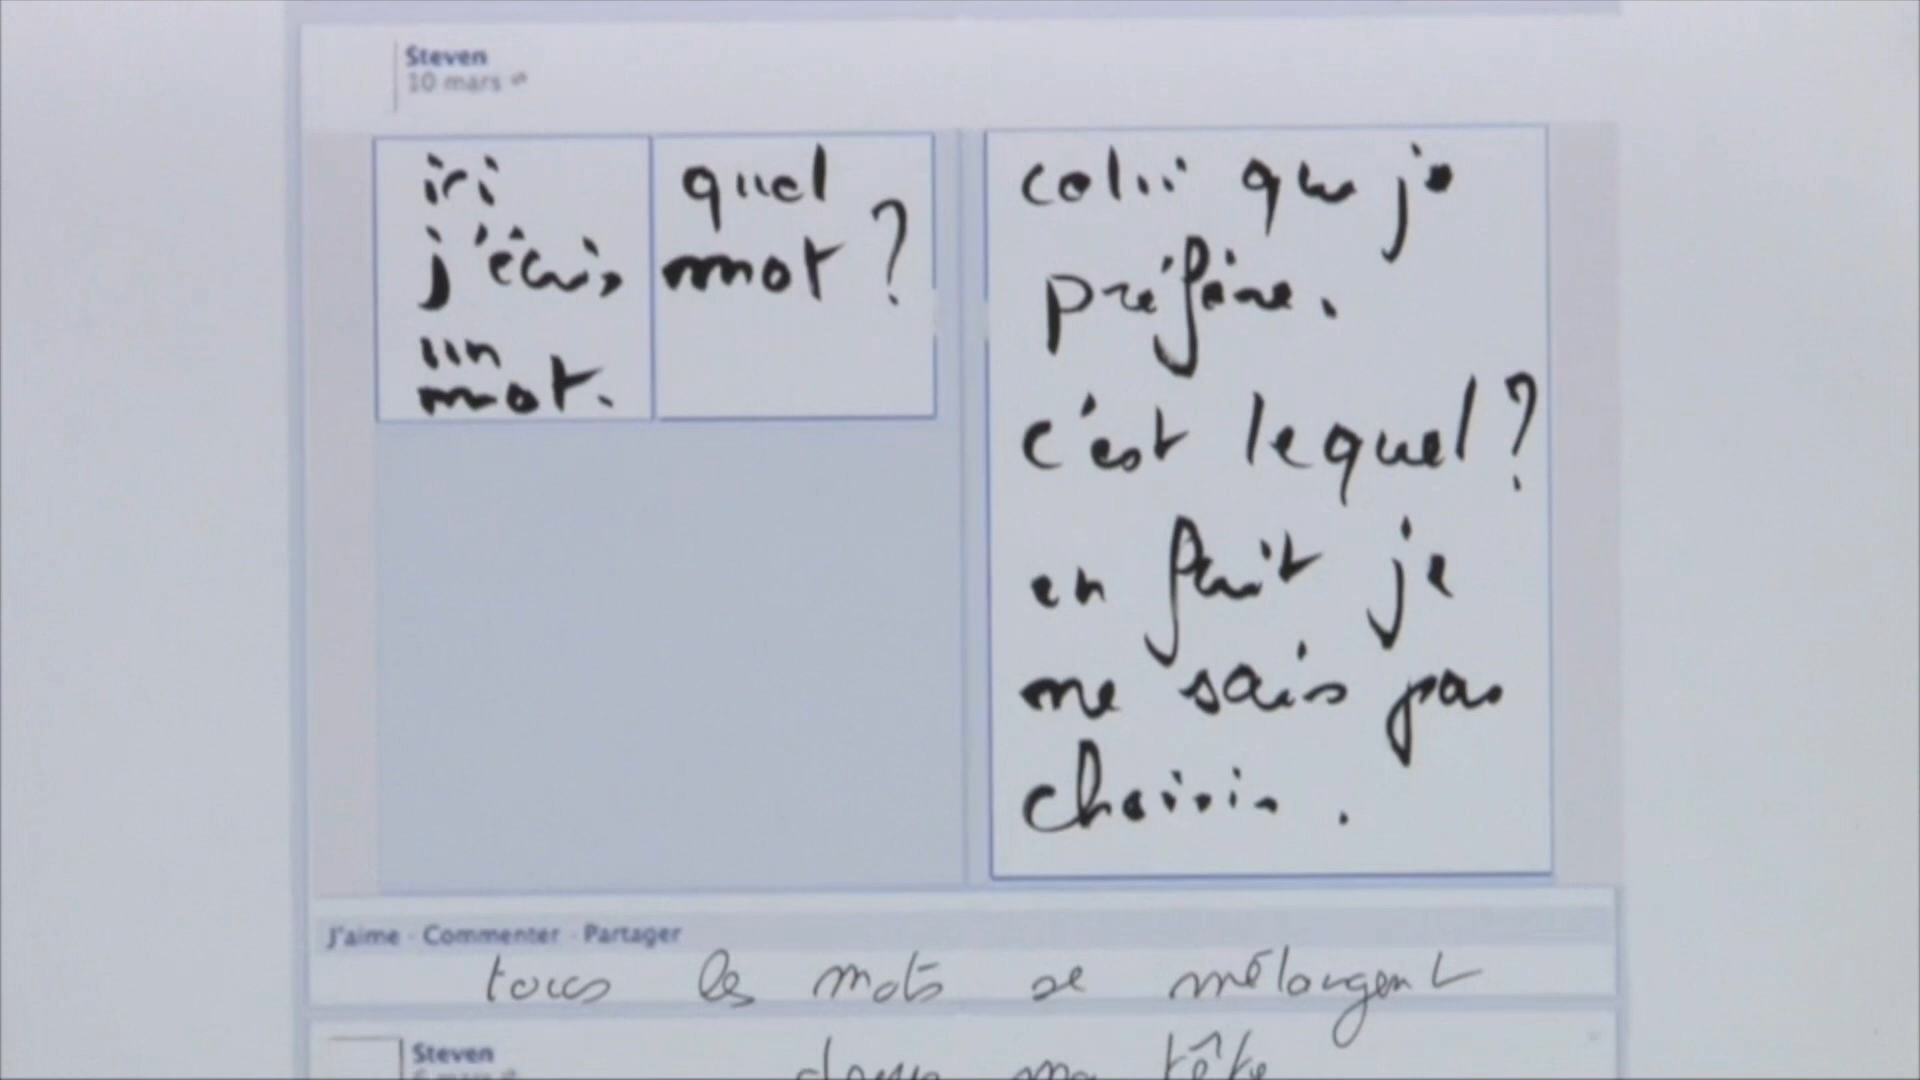 Steven
10 mars
ici
j'écris
un
mot.
quel
mot ?
celui que je
préfère.
c'est lequel ?
en fait je
ne sais pas
choisir.
J'aime · Commenter · Partager
tous les mots se mélangent
Steven
dans ma tête